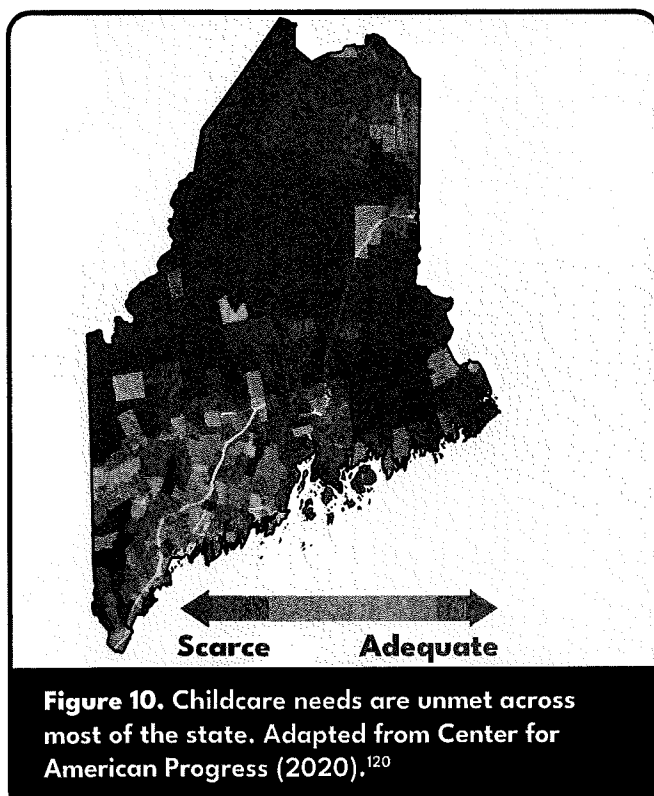 Scarce Adequate
Figure 10. Childcare needs are unmet across
most of the state. Adapted from Center for
American Progress (2020).120